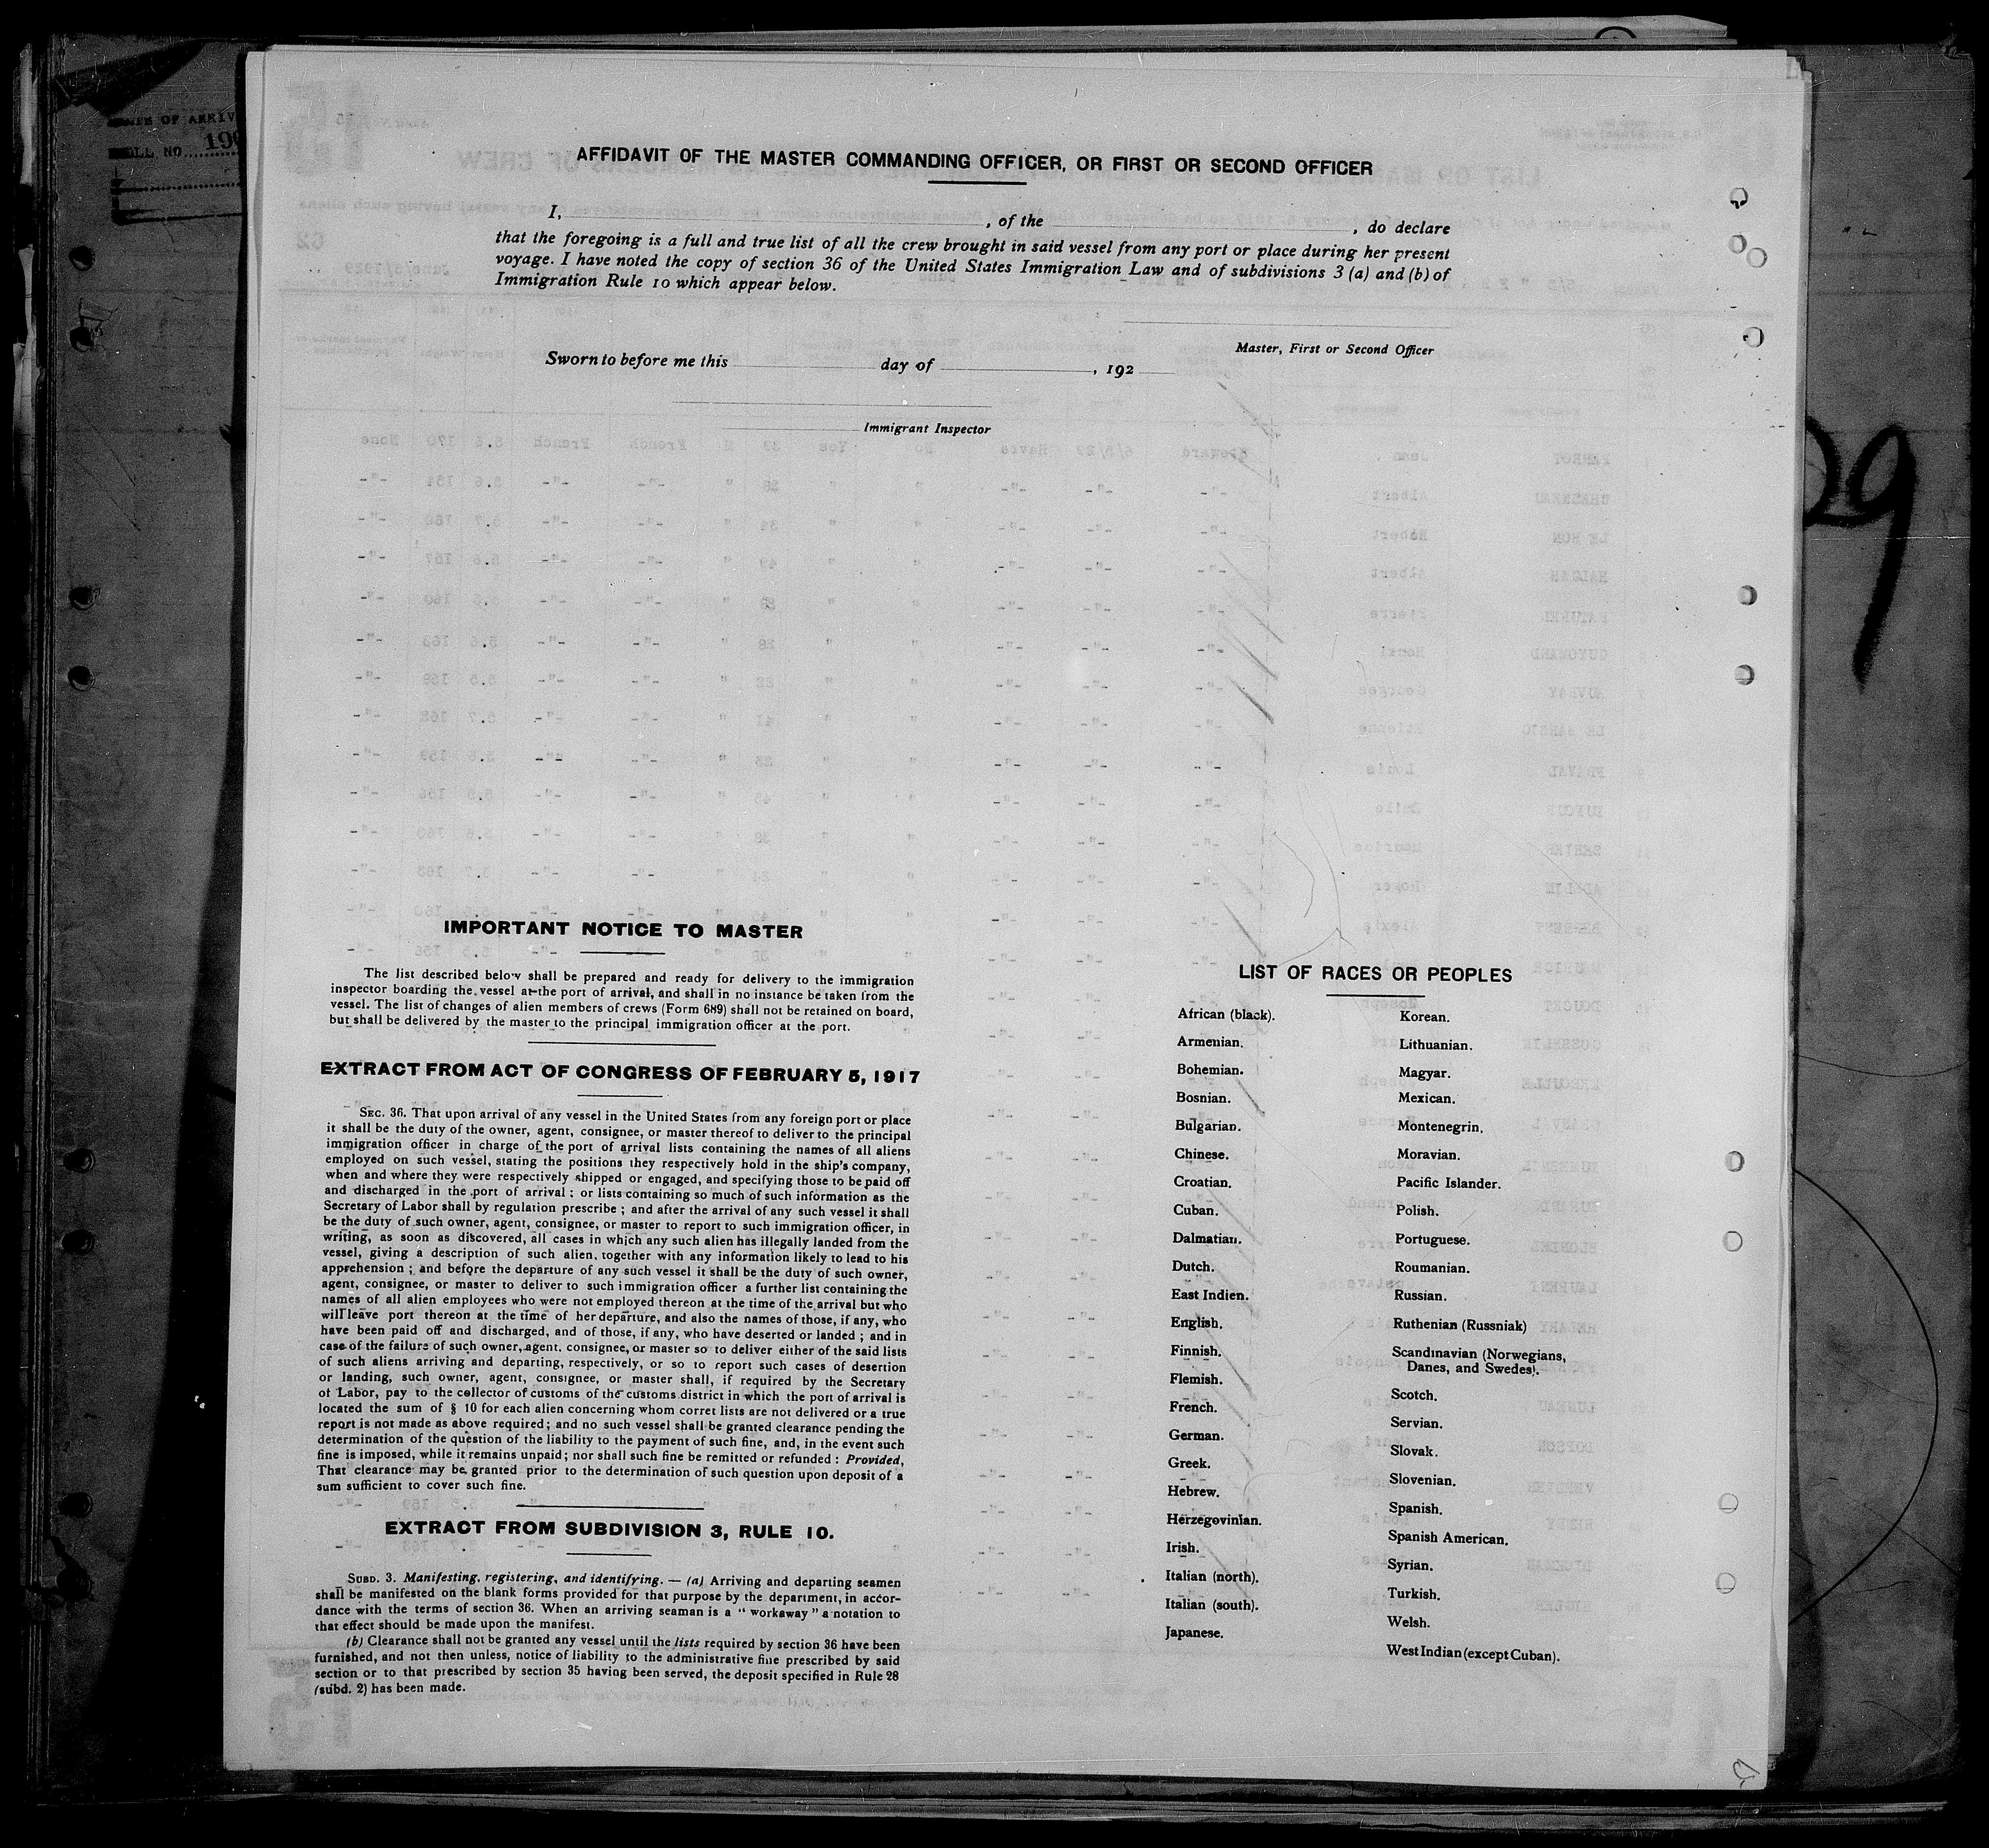 AFFIDAVIT OF THE MASTER COMMANDING OFFICER, OR FIRST OR SECOND OFFICER
I, , of the , do declare
that the foregoing is a full and true list of all the crew brought in said vessel from any port or place during her present
voyage. I have noted the copy of section 36 of the United States Immigration Law and of subdivisions 3 (a) and (b) of
Immigration Rule 10 which appear below.
Master, First or Second Officer
Sworn to before me this day of , 192
Immigrant Inspector
IMPORTANT NOTICE TO MASTER
The list described below shall be prepared and ready for delivery to the immigration
inspector boarding the vessel at the port of arrival, and shall in no instance be taken from the
vessel. The list of changes of alien members of crews (Form 689) shall not be retained on board,
but shall be delivered by the master to the principal immigration officer at the port.
EXTRACT FROM ACT OF CONGRESS OF FEBRUARY 5, 1917
SEC. 36. That upon arrival of any vessel in the United States from any foreign port or place
it shall be the duty of the owner, agent, consignee, or master thereof to deliver to the principal
immigration officer in charge of the port of arrival lists containing the names of all aliens
employed on such vessel, stating the positions they respectively hold in the ship's company,
when and where they were respectively shipped or engaged, and specifying those to be paid off
and discharged in the port of arrival ; or lists containing so much of such information as the
Secretary of Labor shall by regulation prescribe ; and after the arrival of any such vessel it shall
be the duty of such owner, agent, consignee, or master to report to such immigration officer, in
writing, as soon as discovered, all cases in which any such alien has illegally landed from the
vessel, giving a description of such alien, together with any information likely to lead to his
apprehension ; and before the departure of any such vessel it shall be the duty of such owner,
agent, consignee, or master to deliver to such immigration officer a further list containing the
names of all alien employees who were not employed thereon at the time of the arrival but who
will leave port thereon at the time of her departure, and also the names of those, if any, who
have been paid off and discharged, and of those, if any, who have deserted or landed ; and in
case of the failure of such owner, agent, consignee, or master so to deliver either of the said lists
of such aliens arriving and departing, respectively, or so to report such cases of desertion
or landing, such owner, agent, consignee, or master shall, if required by the Secretary
of Labor, pay to the collector of customs of the customs district in which the port of arrival is
located the sum of § 10 for each alien concerning whom corret lists are not delivered or a true
report is not made as above required ; and no such vessel shall be granted clearance pending the
determination of the question of the liability to the payment of such fine, and, in the event such
fine is imposed, while it remains unpaid ; nor shall such fine be remitted or refunded : Provided,
That clearance may be granted prior to the determination of such question upon deposit of a
sum sufficient to cover such fine.
EXTRACT FROM SUBDIVISION 3, RULE 10.
SUBD. 3. Manifesting, registering, and identifying. — (a) Arriving and departing seamen
shall be manifested on the blank forms provided for that purpose by the department, in accor-
dance with the terms of section 36. When an arriving seaman is a " workaway " a notation to
that effect should be made upon the manifest.
(b) Clearance shall not be granted any vessel until the lists required by section 36 have been
furnished, and not then unless, notice of liability to the administrative fine prescribed by said
section or to that prescribed by section 35 having been served, the deposit specified in Rule 28
(subd. 2) has been made.
LIST OF RACES OR PEOPLES
African (black).
Armenian.
Bohemian.
Bosnian.
Bulgarian.
Chinese.
Croatian.
Cuban.
Dalmatian.
Dutch.
East Indien.
English.
Finnish.
Flemish.
French.
German.
Greek.
Hebrew.
Herzegovinian.
Irish.
Italian (north).
Italian (south).
Japanese.
Korean.
Lithuanian.
Magyar.
Mexican.
Montenegrin.
Moravian.
Pacific Islander.
Polish.
Portuguese.
Roumanian.
Russian.
Ruthenian (Russniak)
Scandinavian (Norwegians,
Danes, and Swedes).
Scotch.
Servian.
Slovak.
Slovenian.
Spanish.
Spanish American.
Syrian.
Turkish.
Welsh.
West Indian (except Cuban).
OF ARRIV
NO 19
29